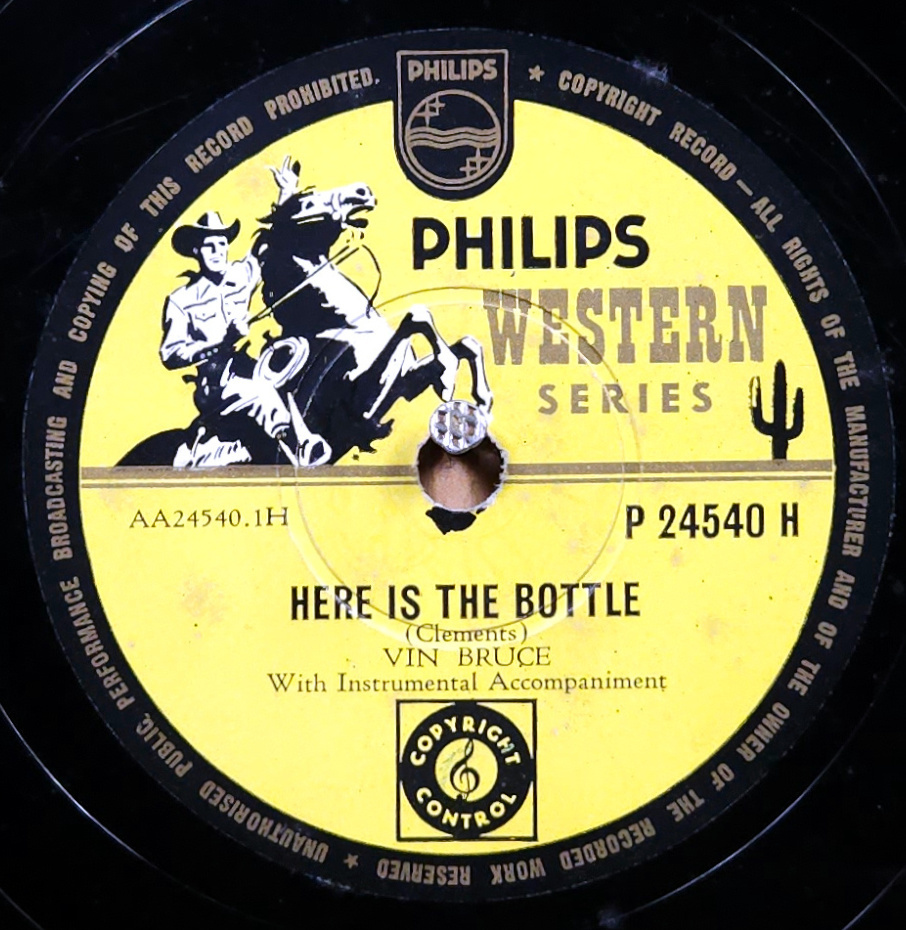 PHILIPS
★ COPYRIGHT RECORD — ALL RIGHTS OF THE MANUFACTURER AND OF THE OWNER OF THE RECORDED WORK RESERVED ★ UNAUTHORISED PUBLIC PERFORMANCE BROADCASTING AND COPYING OF THIS RECORD PROHIBITED.
PHILIPS
WESTERN
SERIES
AA24540.1H
P 24540 H
HERE IS THE BOTTLE
(Clements)
VIN BRUCE
With Instrumental Accompaniment
COPYRIGHT
CONTROL